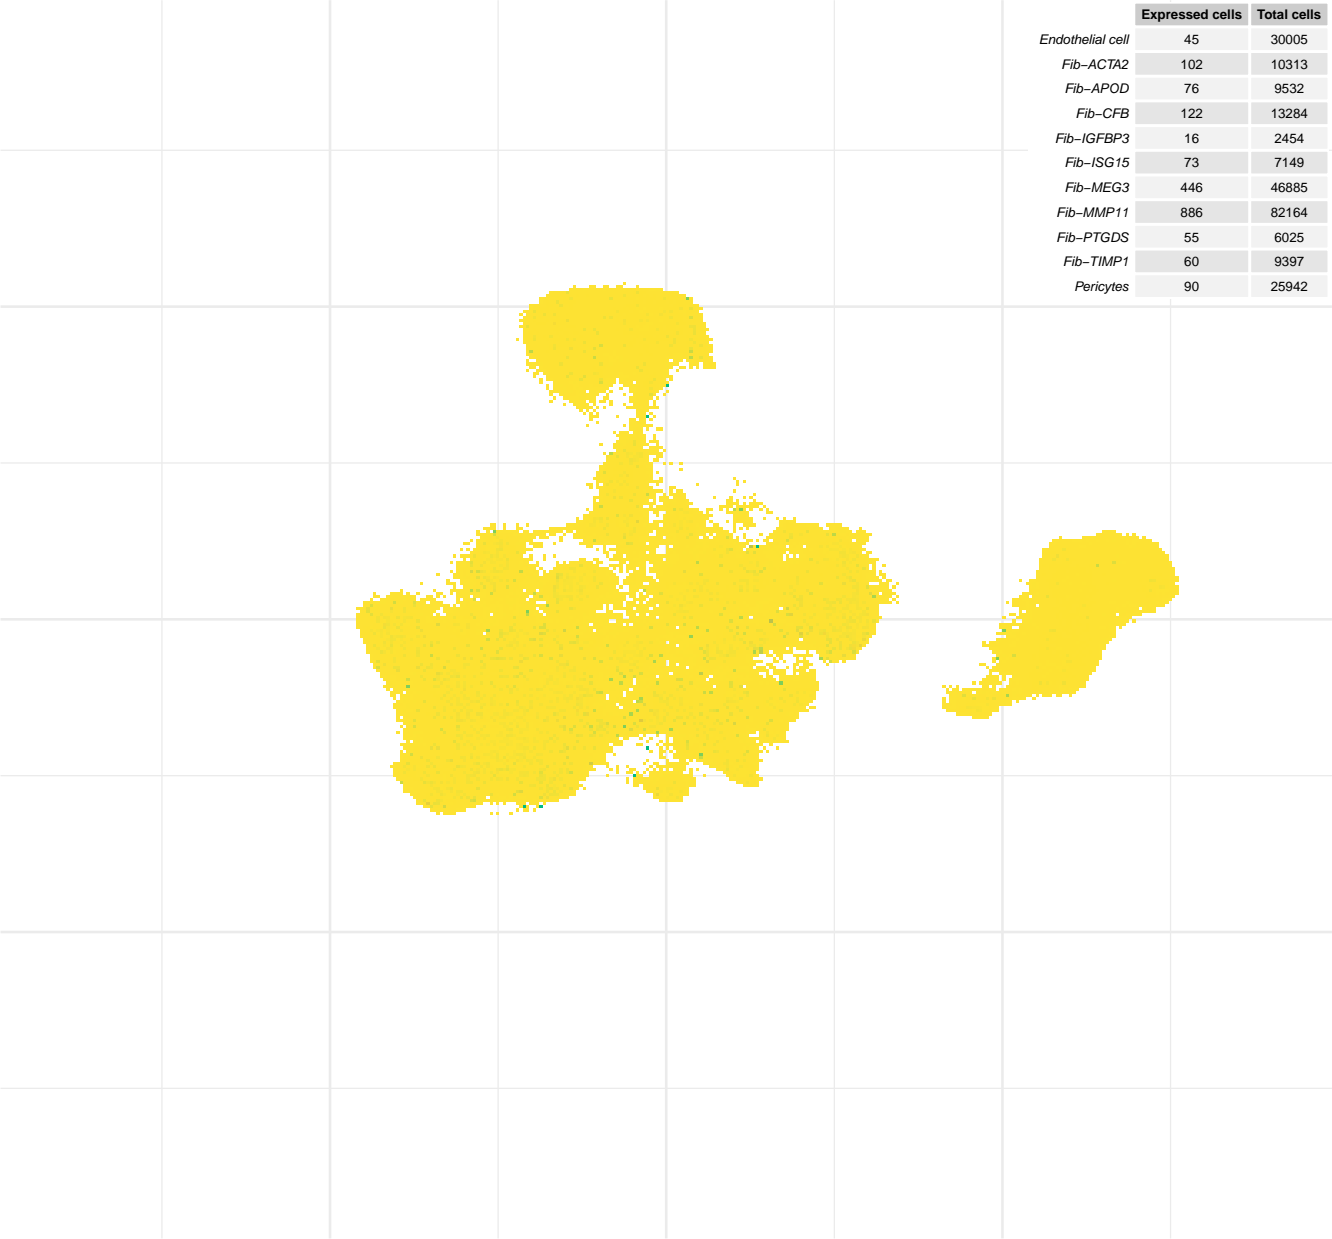 Expressed cells Total cells
Endothelial cell 45 30005
Fib−ACTA2 102 10313
Fib−APOD 76 9532
Fib−CFB 122 13284
Fib−IGFBP3 16 2454
Fib−ISG15 73 7149
Fib−MEG3 446 46885
Fib−MMP11 886 82164
Fib−PTGDS 55 6025
Fib−TIMP1 60 9397
Pericytes 90 25942